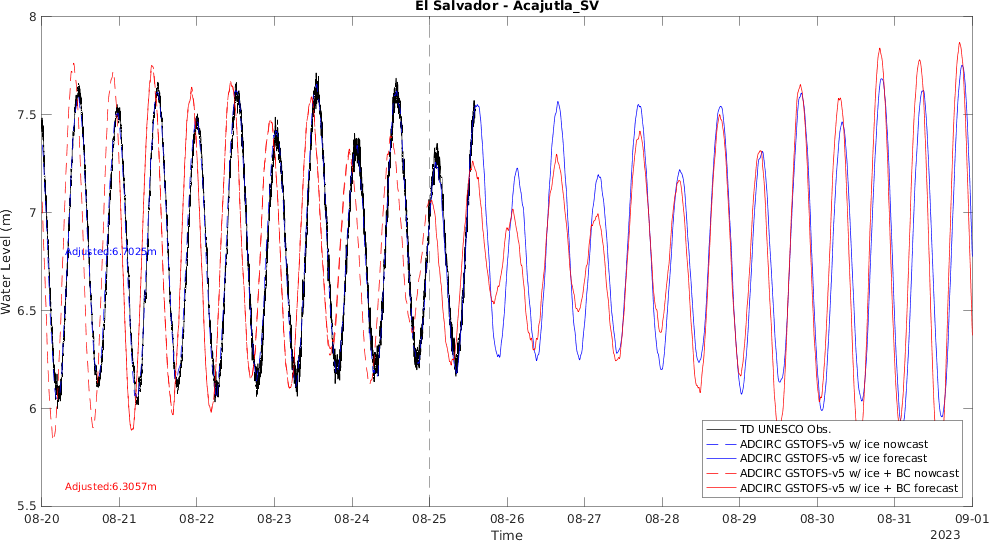 El Salvador - Acajutla_SV
8
7.5
7
6.5
6
5.5
Water Level (m)
Adjusted:6.7025m
Adjusted:6.3057m
TD UNESCO Obs.
ADCIRC GSTOFS-v5 w/ ice nowcast
ADCIRC GSTOFS-v5 w/ ice forecast
ADCIRC GSTOFS-v5 w/ ice + BC nowcast
ADCIRC GSTOFS-v5 w/ ice + BC forecast
08-20 08-21 08-22 08-23 08-24 08-25 08-26 08-27 08-28 08-29 08-30 08-31 09-01
Time
2023